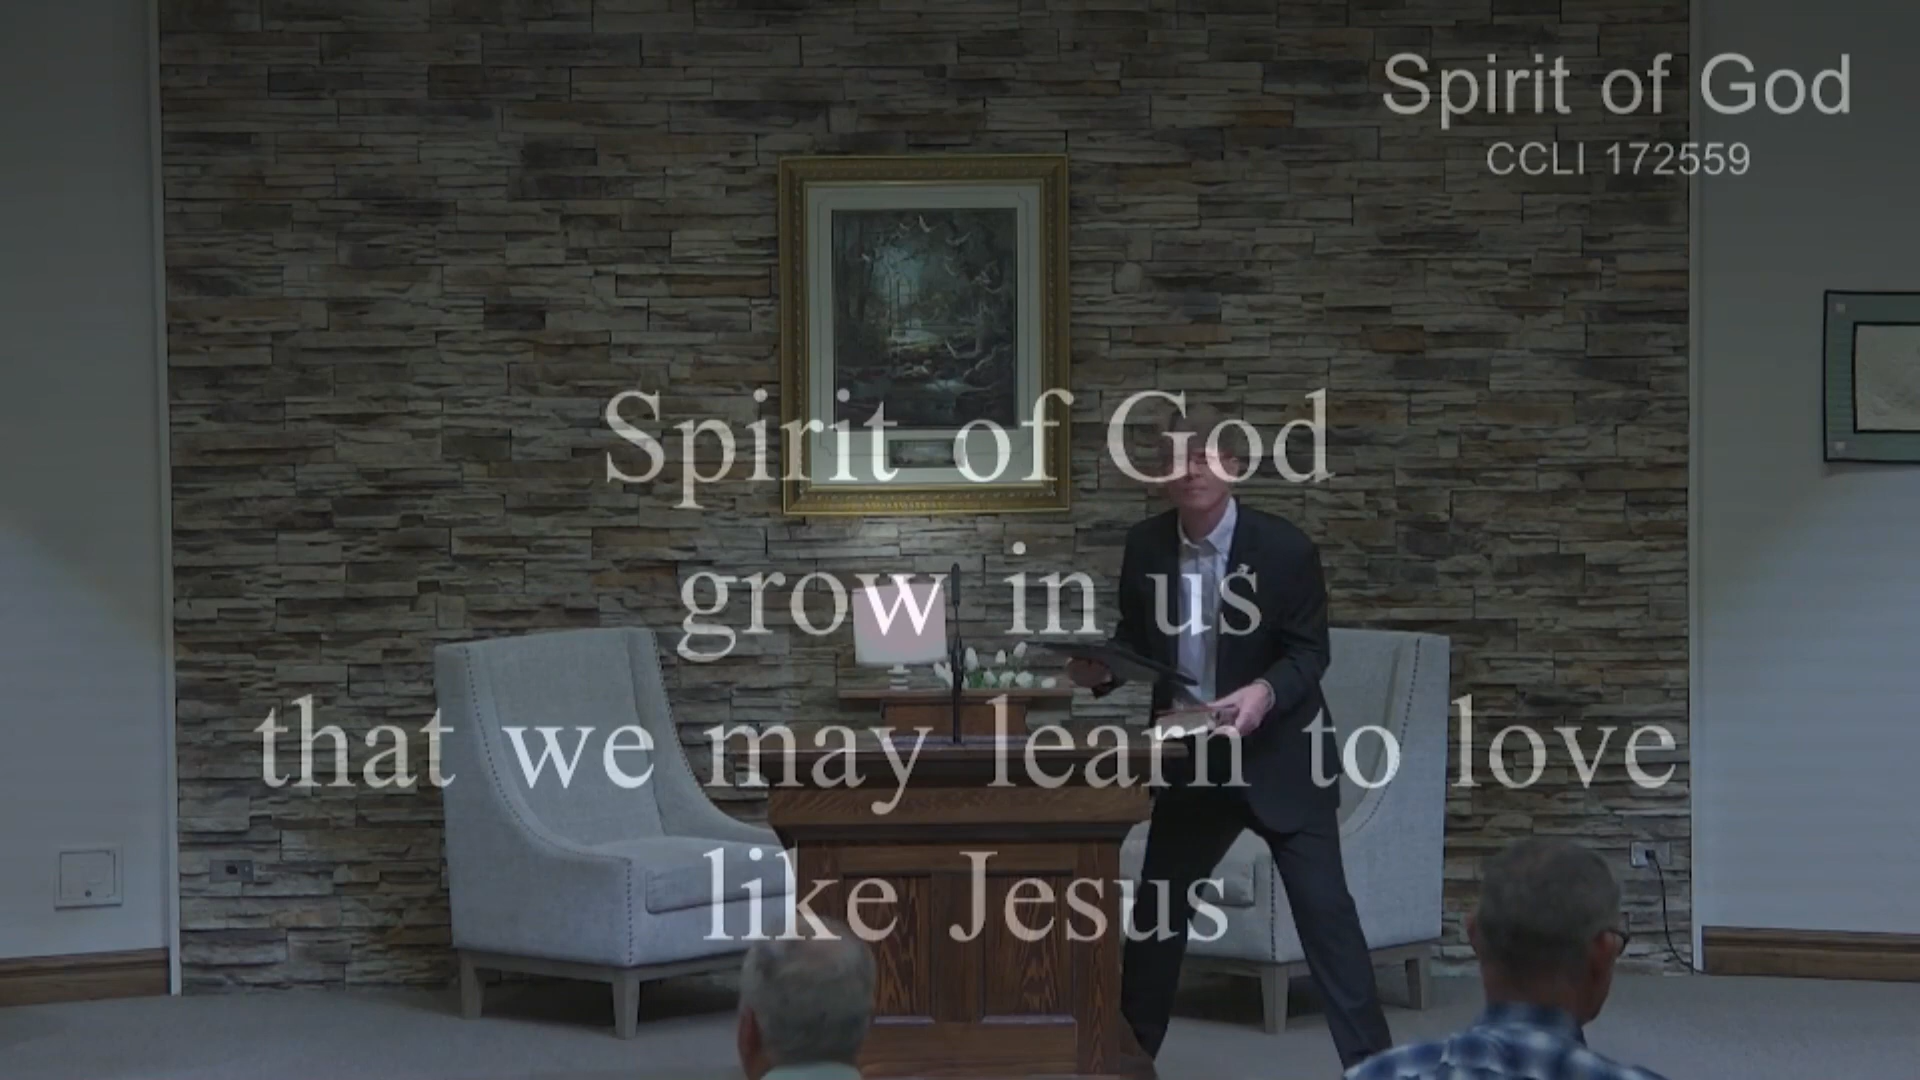 Spirit of God
CCLI 172559
Spirit of God
grow in us
that we may learn to love
like Jesus